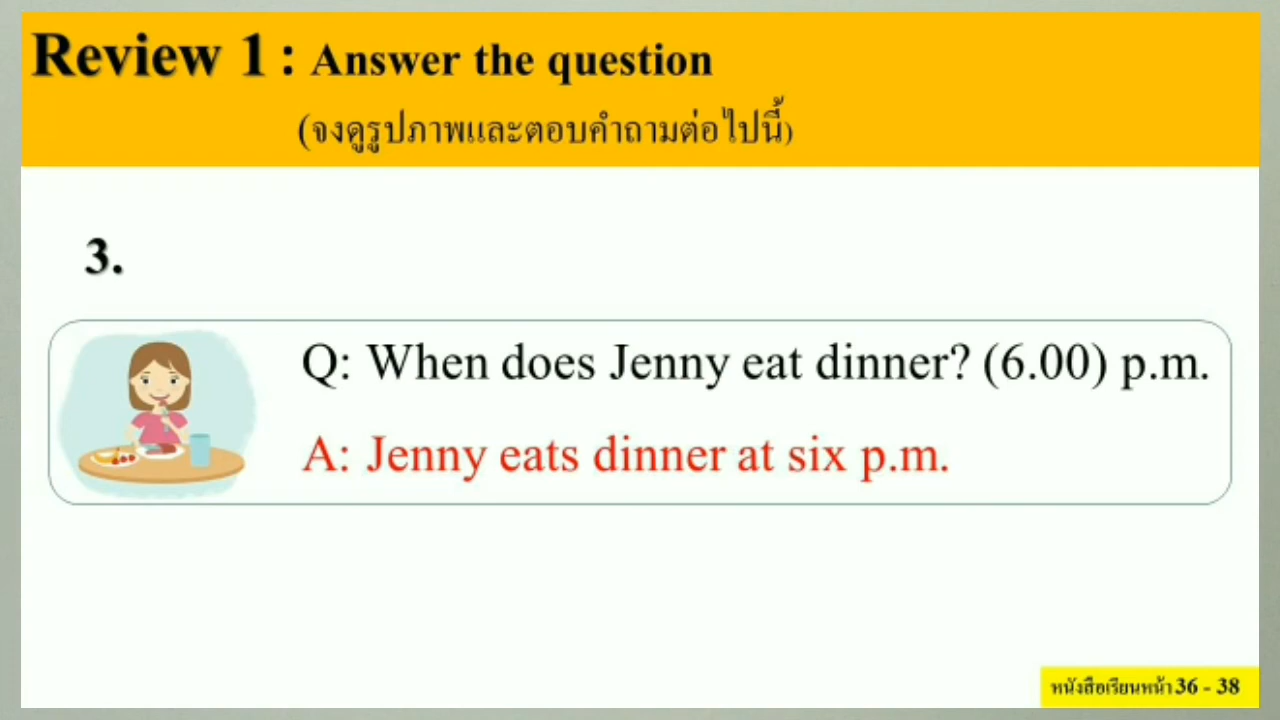 Review 1 : Answer the question
(จงดูรูปภาพและตอบคำถามต่อไปนี้)
3.
Q: When does Jenny eat dinner? (6.00) p.m.
A: Jenny eats dinner at six p.m.
หนังสือเรียนหน้า 36 - 38